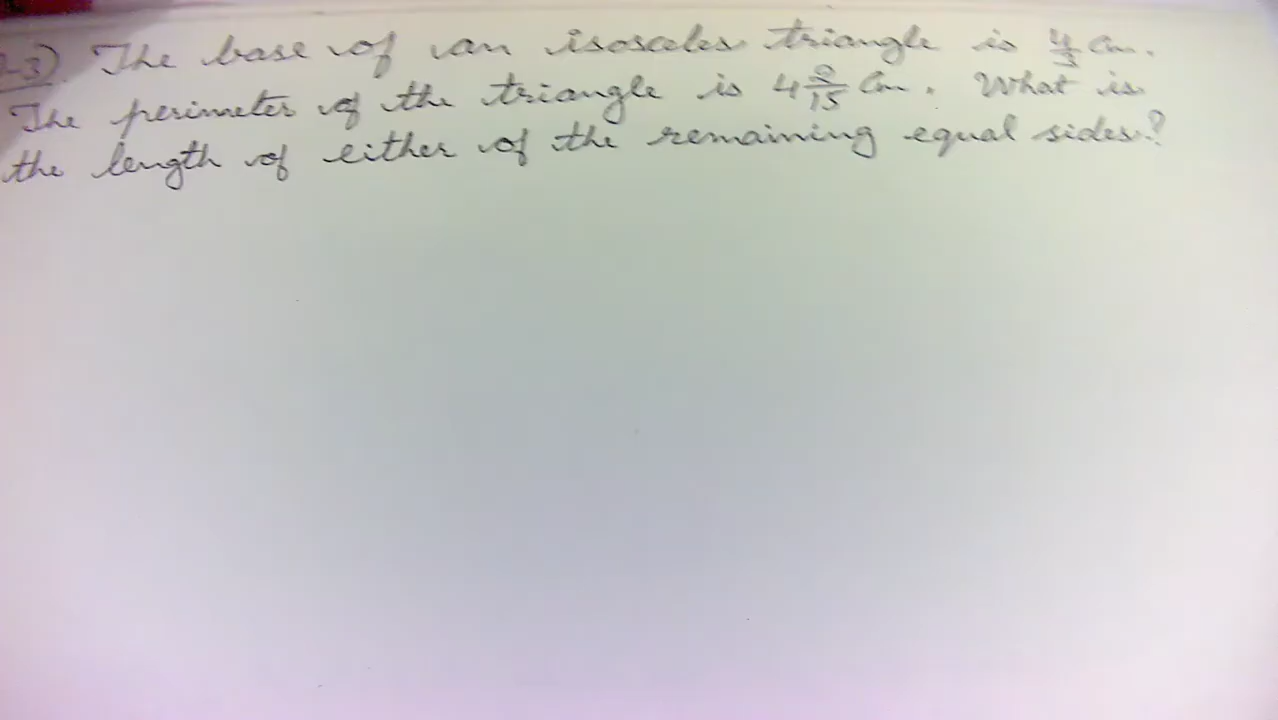 -3) The base of an isosceles triangle is 4/3 cm.
The perimeter of the triangle is 4 2/15 cm. What is
the length of either of the remaining equal sides?